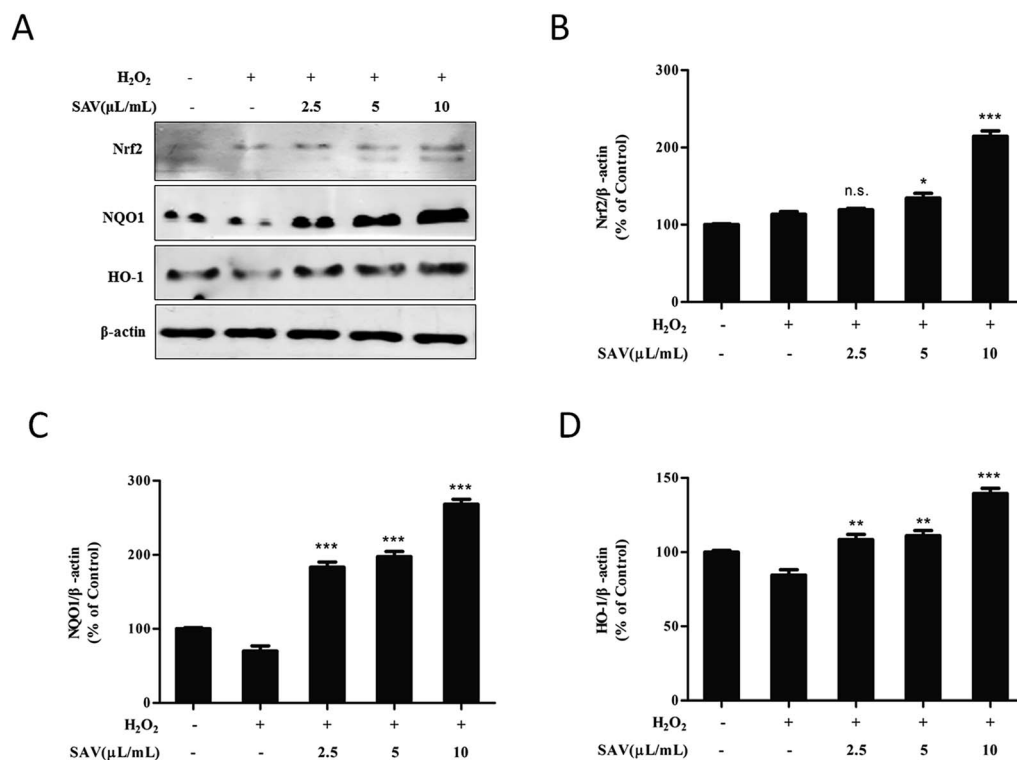 A
H₂O₂ - + + + +
SAV(μL/mL) - - 2.5 5 10
Nrf2
NQO1
HO-1
β-actin
B
Nrf2/β -actin
(% of Control)
300
200
100
0
n.s.
*
***
H₂O₂ - + + + +
SAV(μL/mL) - - 2.5 5 10
C
NQO1/β -actin
(% of Control)
300
200
100
0
***
***
***
H₂O₂ - + + + +
SAV(μL/mL) - - 2.5 5 10
D
HO-1/β -actin
(% of Control)
150
100
50
0
**
**
***
H₂O₂ - + + + +
SAV(μL/mL) - - 2.5 5 10